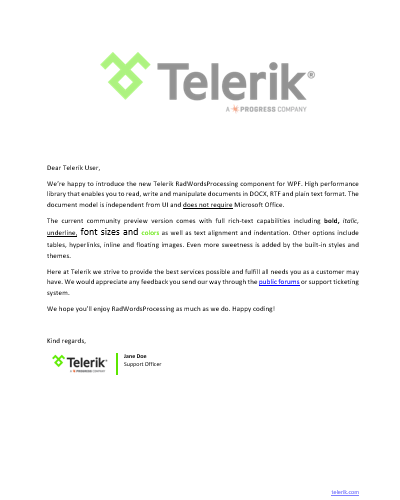 Telerik®
A PROGRESS COMPANY
Dear Telerik User,
We're happy to introduce the new Telerik RadWordsProcessing component for WPF. High performance
library that enables you to read, write and manipulate documents in DOCX, RTF and plain text format. The
document model is independent from UI and does not require Microsoft Office.
The current community preview version comes with full rich-text capabilities including bold, italic,
underline, font sizes and colors as well as text alignment and indentation. Other options include
tables, hyperlinks, inline and floating images. Even more sweetness is added by the built-in styles and
themes.
Here at Telerik we strive to provide the best services possible and fulfill all needs you as a customer may
have. We would appreciate any feedback you send our way through the public forums or support ticketing
system.
We hope you'll enjoy RadWordsProcessing as much as we do. Happy coding!
Kind regards,
Telerik
A PROGRESS COMPANY
Jane Doe
Support Officer
telerik.com